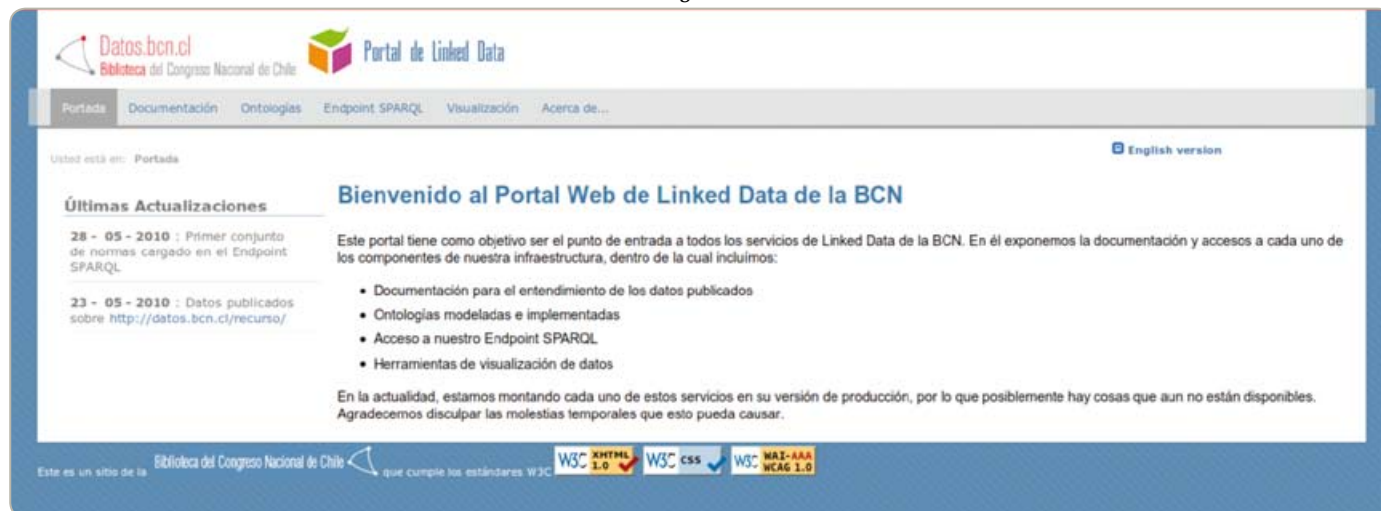 Datos.bcn.cl
Biblioteca del Congreso Nacional de Chile
Portal de Linked Data
Portada Documentación Ontologías Endpoint SPARQL Visualización Acerca de...
English version
Usted está en: Portada
Últimas Actualizaciones
28 - 05 - 2010 : Primer conjunto
de normas cargado en el Endpoint
SPARQL
23 - 05 - 2010 : Datos publicados
sobre http://datos.bcn.cl/recurso/
Bienvenido al Portal Web de Linked Data de la BCN
Este portal tiene como objetivo ser el punto de entrada a todos los servicios de Linked Data de la BCN. En él exponemos la documentación y accesos a cada uno de
los componentes de nuestra infraestructura, dentro de la cual incluímos:
• Documentación para el entendimiento de los datos publicados
• Ontologías modeladas e implementadas
• Acceso a nuestro Endpoint SPARQL
• Herramientas de visualización de datos
En la actualidad, estamos montando cada uno de estos servicios en su versión de producción, por lo que posiblemente hay cosas que aun no están disponibles.
Agradecemos disculpar las molestias temporales que esto pueda causar.
Este es un sitio de la Biblioteca del Congreso Nacional de Chile que cumple los estándares W3C W3C XHTML 1.0 W3C css W3C WAI-AAA WCAG 1.0